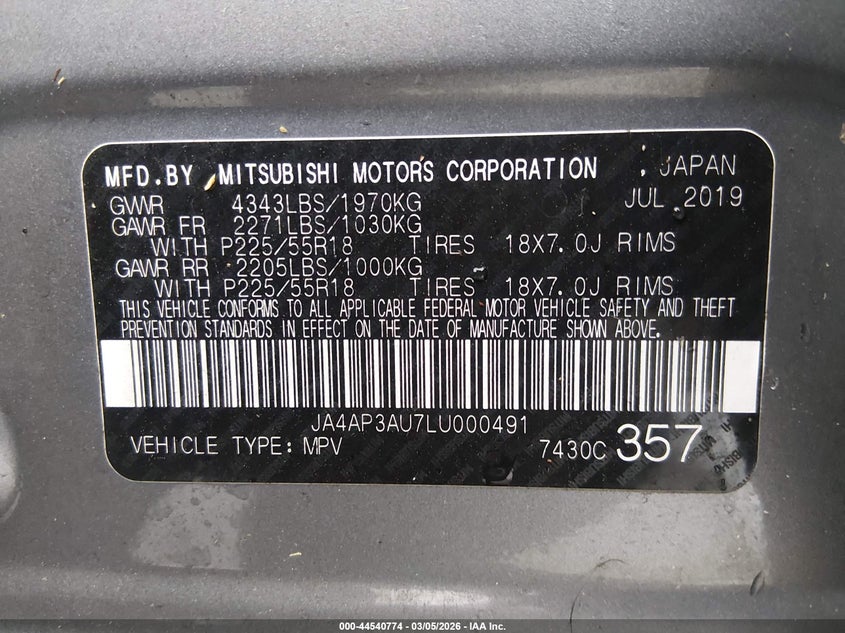 MFD.BY MITSUBISHI MOTORS CORPORATION JAPAN
GVWR 4343LBS/1970KG JUL.2019
GAWR FR 2271LBS/1030KG
WITH P225/55R18 TIRES 18X7.0J RIMS
GAWR RR 2205LBS/1000KG
WITH P225/55R18 TIRES 18X7.0J RIMS
THIS VEHICLE CONFORMS TO ALL APPLICABLE FEDERAL MOTOR VEHICLE SAFETY AND THEFT
PREVENTION STANDARDS IN EFFECT ON THE DATE OF MANUFACTURE SHOWN ABOVE.
JA4AP3AU7LU000491
VEHICLE TYPE: MPV 7430C 357
000-44540774 - 03/05/2026 - IAA Inc.